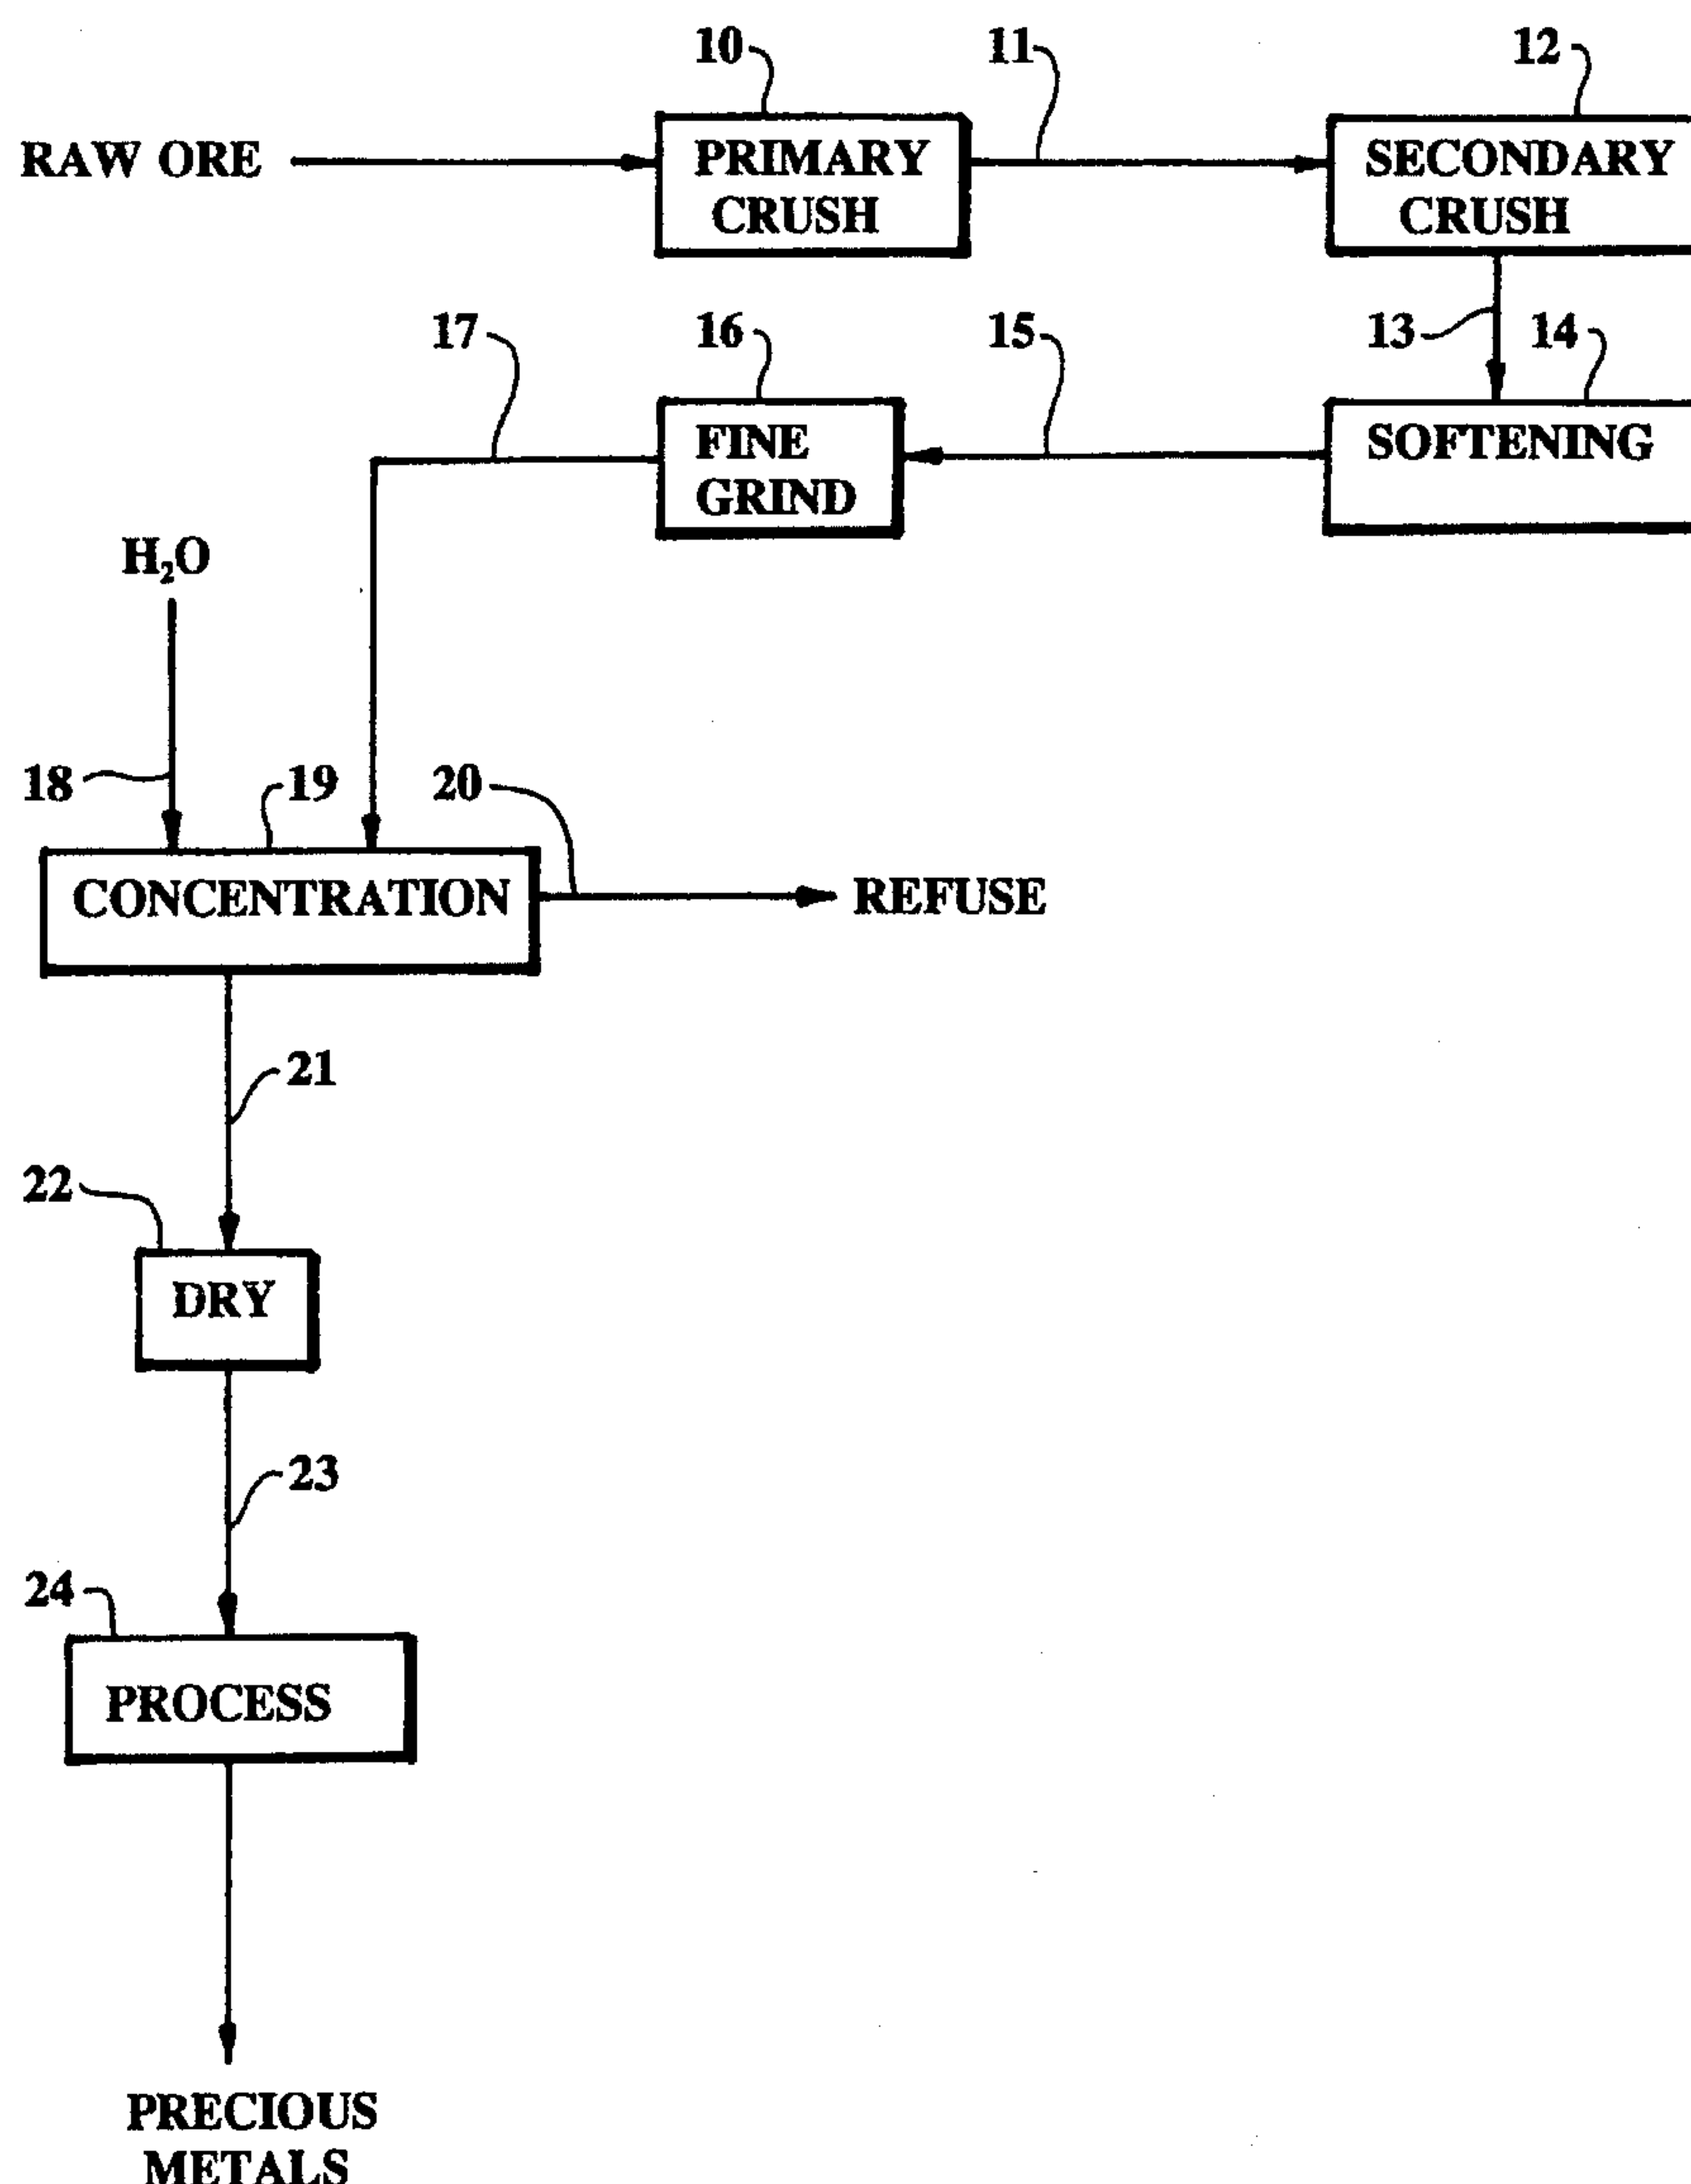 10
11
12
RAW ORE
PRIMARY
CRUSH
SECONDARY
CRUSH
17
16
15
13
14
FINE
GRIND
SOFTENING
H₂O
18
19
20
CONCENTRATION
REFUSE
21
22
DRY
23
24
PROCESS
PRECIOUS
METALS